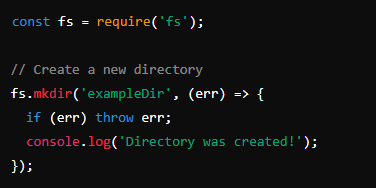 const fs = require('fs');

// Create a new directory
fs.mkdir('exampleDir', (err) => {
  if (err) throw err;
  console.log('Directory was created!');
});